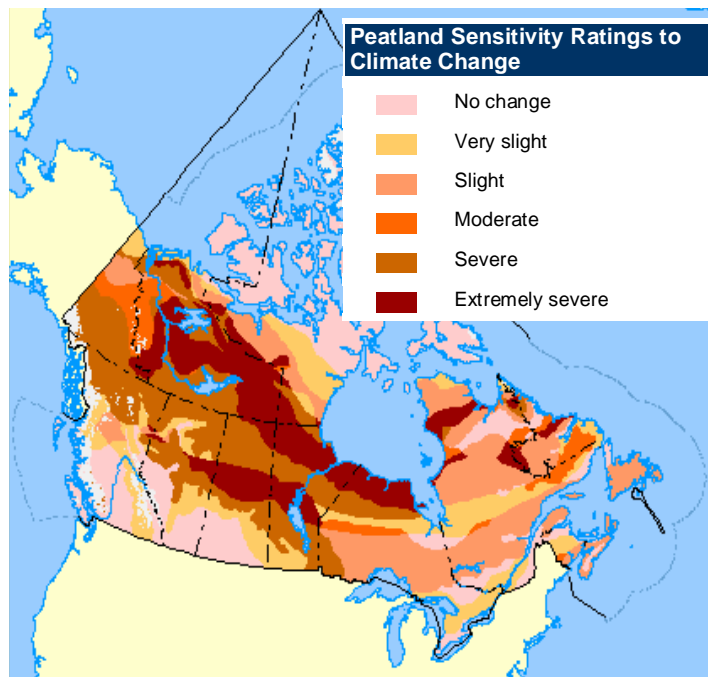 Peatland Sensitivity Ratings to
Climate Change
No change
Very slight
Slight
Moderate
Severe
Extremely severe